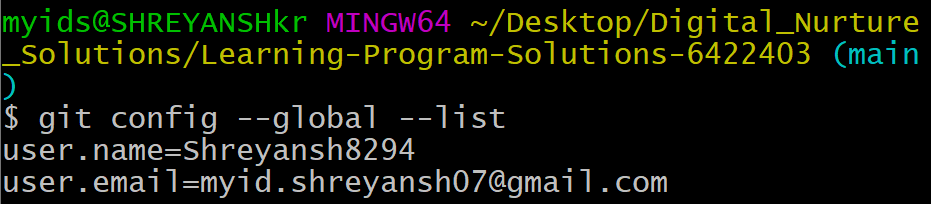 myids@SHREYANSHkr MINGW64 ~/Desktop/Digital_Nurture
_Solutions/Learning-Program-Solutions-6422403 (main
)
$ git config --global --list
user.name=Shreyansh8294
user.email=myid.shreyansh07@gmail.com